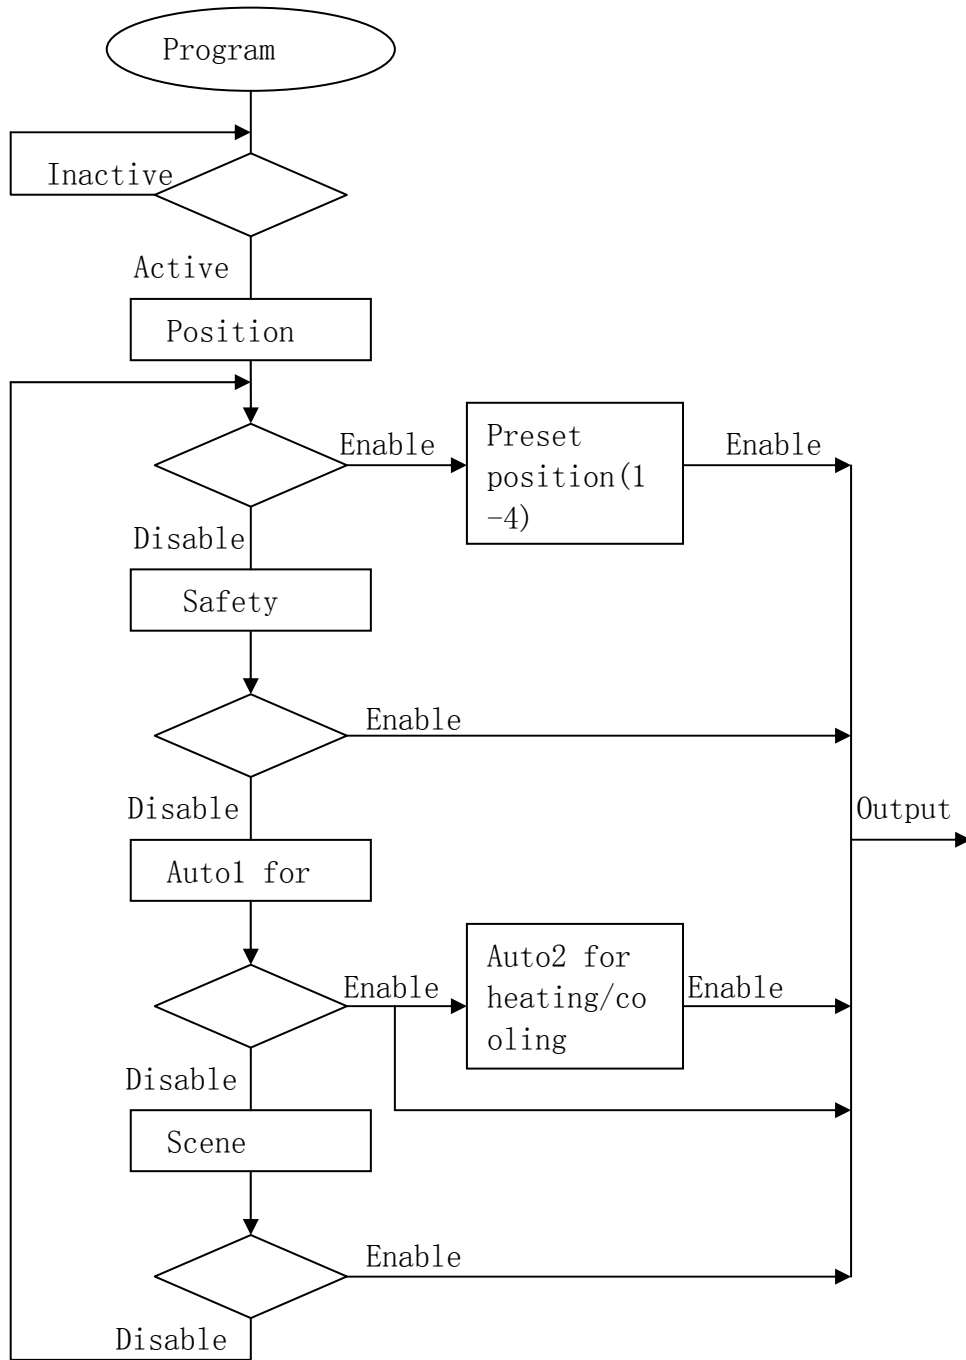 Program
Inactive
Active
Position
Enable
Preset
position(1
-4)
Enable
Disable
Safety
Enable
Disable
Output
Auto1 for
Enable
Auto2 for
heating/co
oling
Enable
Disable
Scene
Enable
Disable